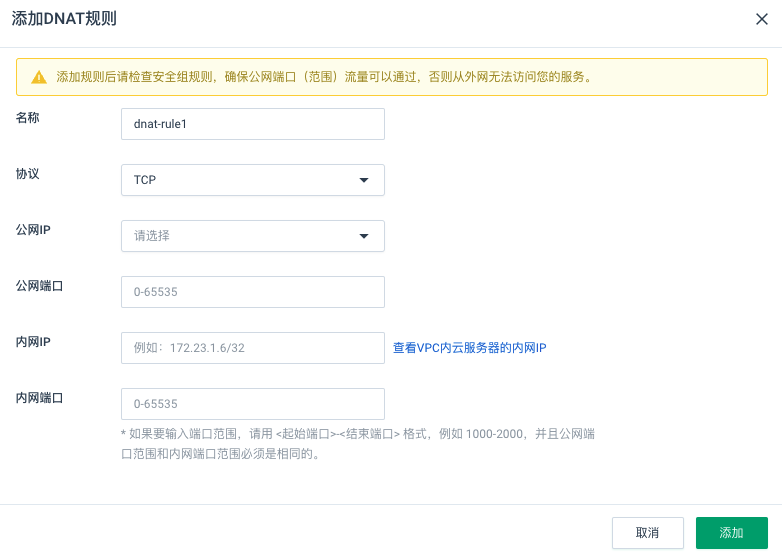 添加DNAT规则
添加规则后请检查安全组规则，确保公网端口（范围）流量可以通过，否则从外网无法访问您的服务。
名称
dnat-rule1
协议
TCP
公网IP
请选择
公网端口
0-65535
内网IP
例如：172.23.1.6/32
查看VPC内云服务器的内网IP
内网端口
0-65535
* 如果要输入端口范围，请用 <起始端口>-<结束端口> 格式，例如 1000-2000，并且公网端
口范围和内网端口范围必须是相同的。
取消
添加